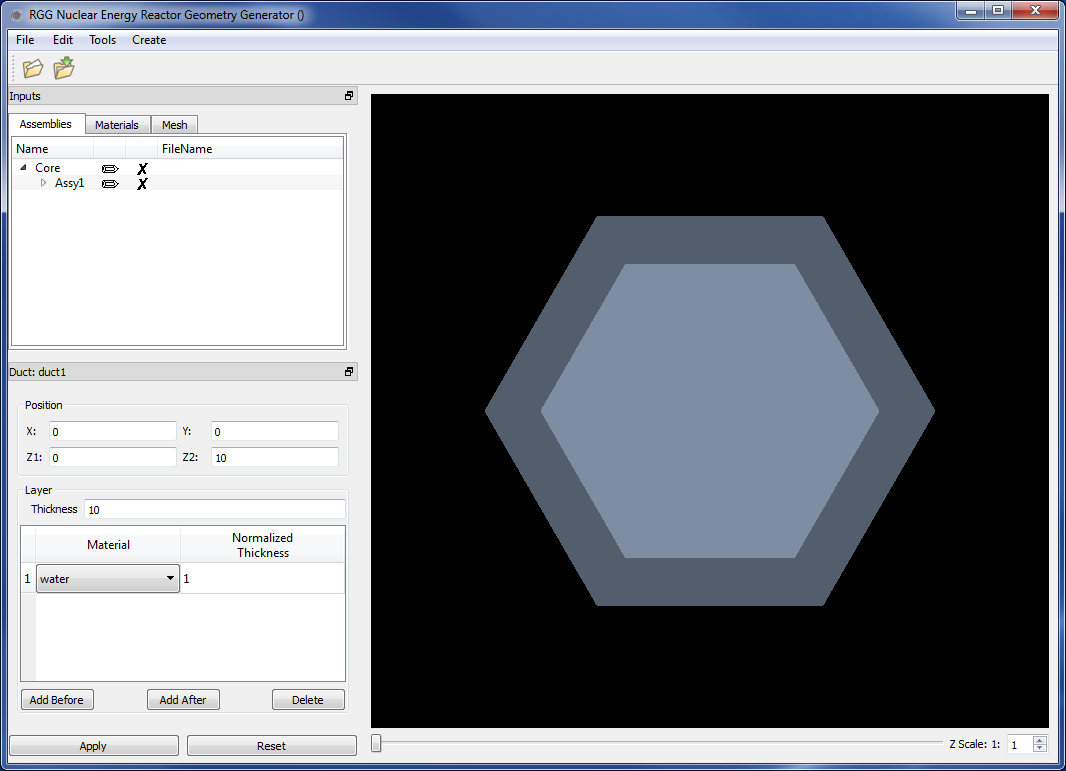 RGG Nuclear Energy Reactor Geometry Generator ()
File Edit Tools Create
Inputs
Assemblies Materials Mesh
Name FileName
Core X
Assy1 X
Duct: duct1
Position
X: 0 Y: 0
Z1: 0 Z2: 10
Layer
Thickness 10
Material Normalized
Thickness
1 water 1
Add Before Add After Delete
Apply Reset
Z Scale: 1: 1